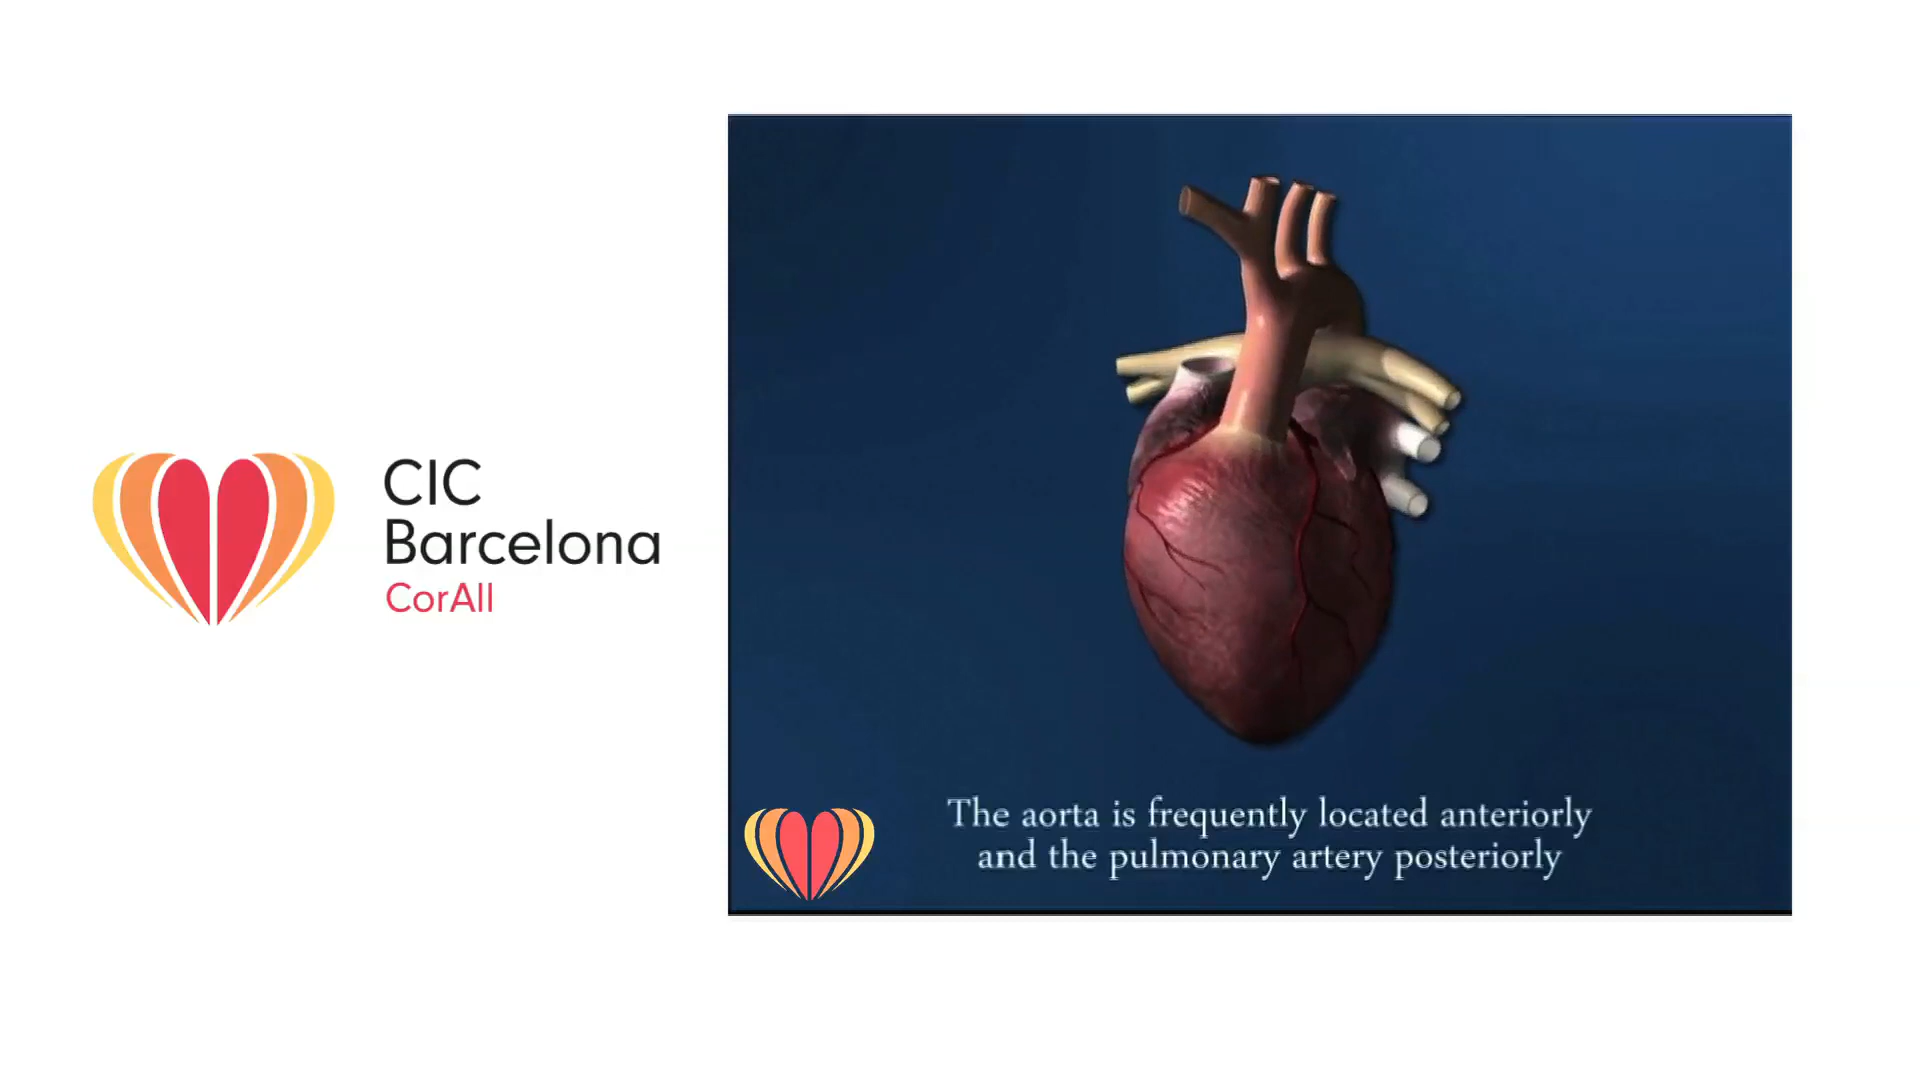 CIC
Barcelona
CorAll
The aorta is frequently located anteriorly
and the pulmonary artery posteriorly